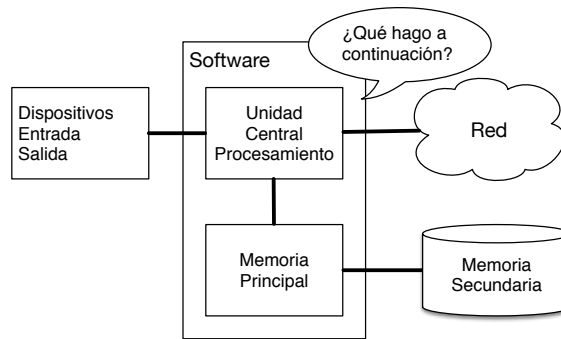 ¿Qué hago a
continuación?
Software
Dispositivos
Entrada
Salida
Unidad
Central
Procesamiento
Red
Memoria
Principal
Memoria
Secundaria